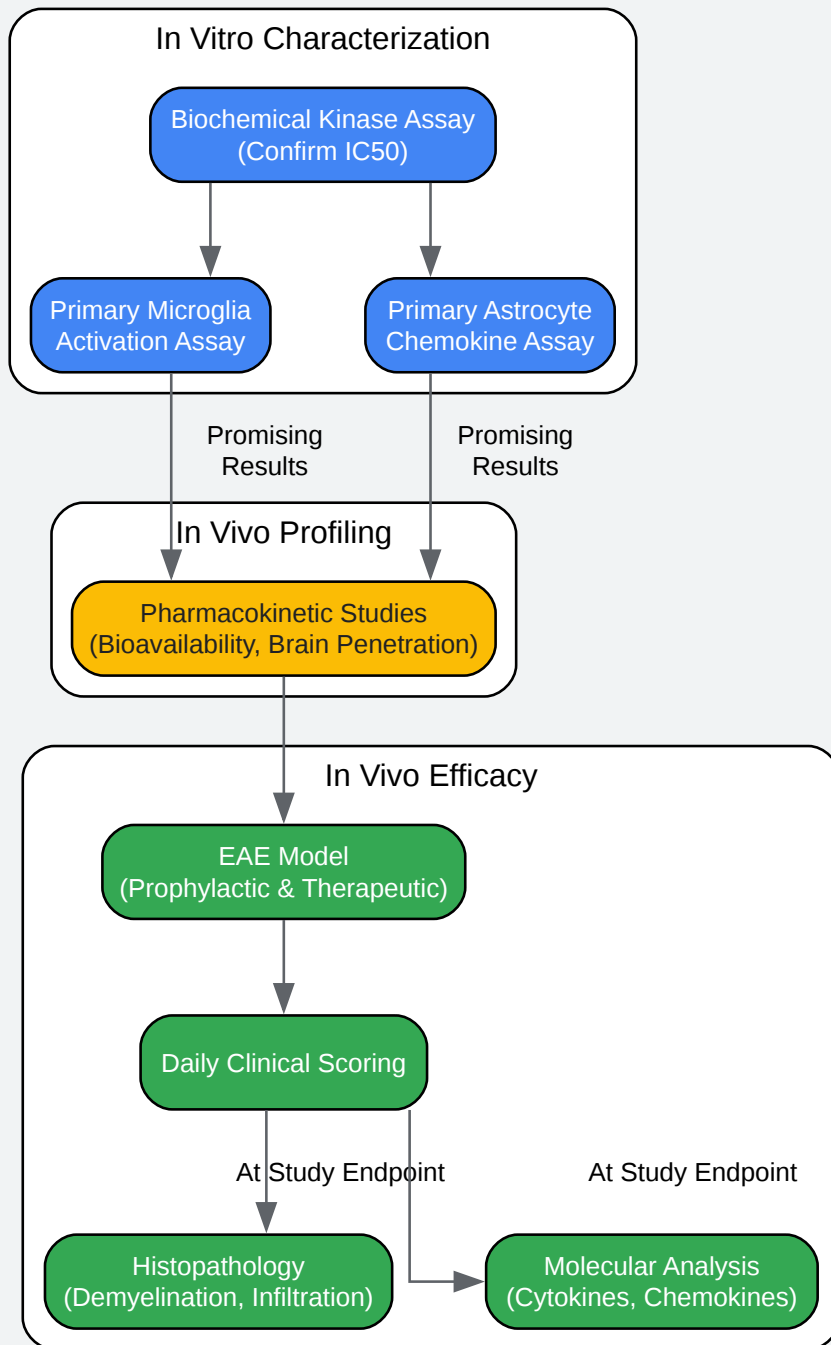 In Vitro Characterization
Biochemical Kinase Assay
(Confirm IC50)
Primary Microglia
Activation Assay
Primary Astrocyte
Chemokine Assay
Promising
Results
Promising
Results
In Vivo Profiling
Pharmacokinetic Studies
(Bioavailability, Brain Penetration)
In Vivo Efficacy
EAE Model
(Prophylactic & Therapeutic)
Daily Clinical Scoring
At Study Endpoint
At Study Endpoint
Histopathology
(Demyelination, Infiltration)
Molecular Analysis
(Cytokines, Chemokines)